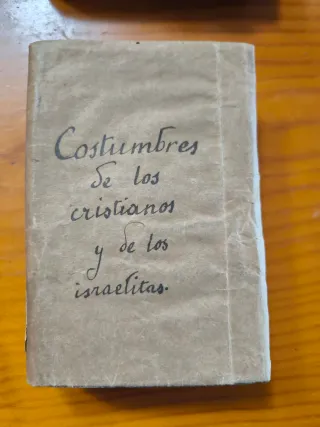 Costumbres
de los
cristianos
y de los
israelitas.